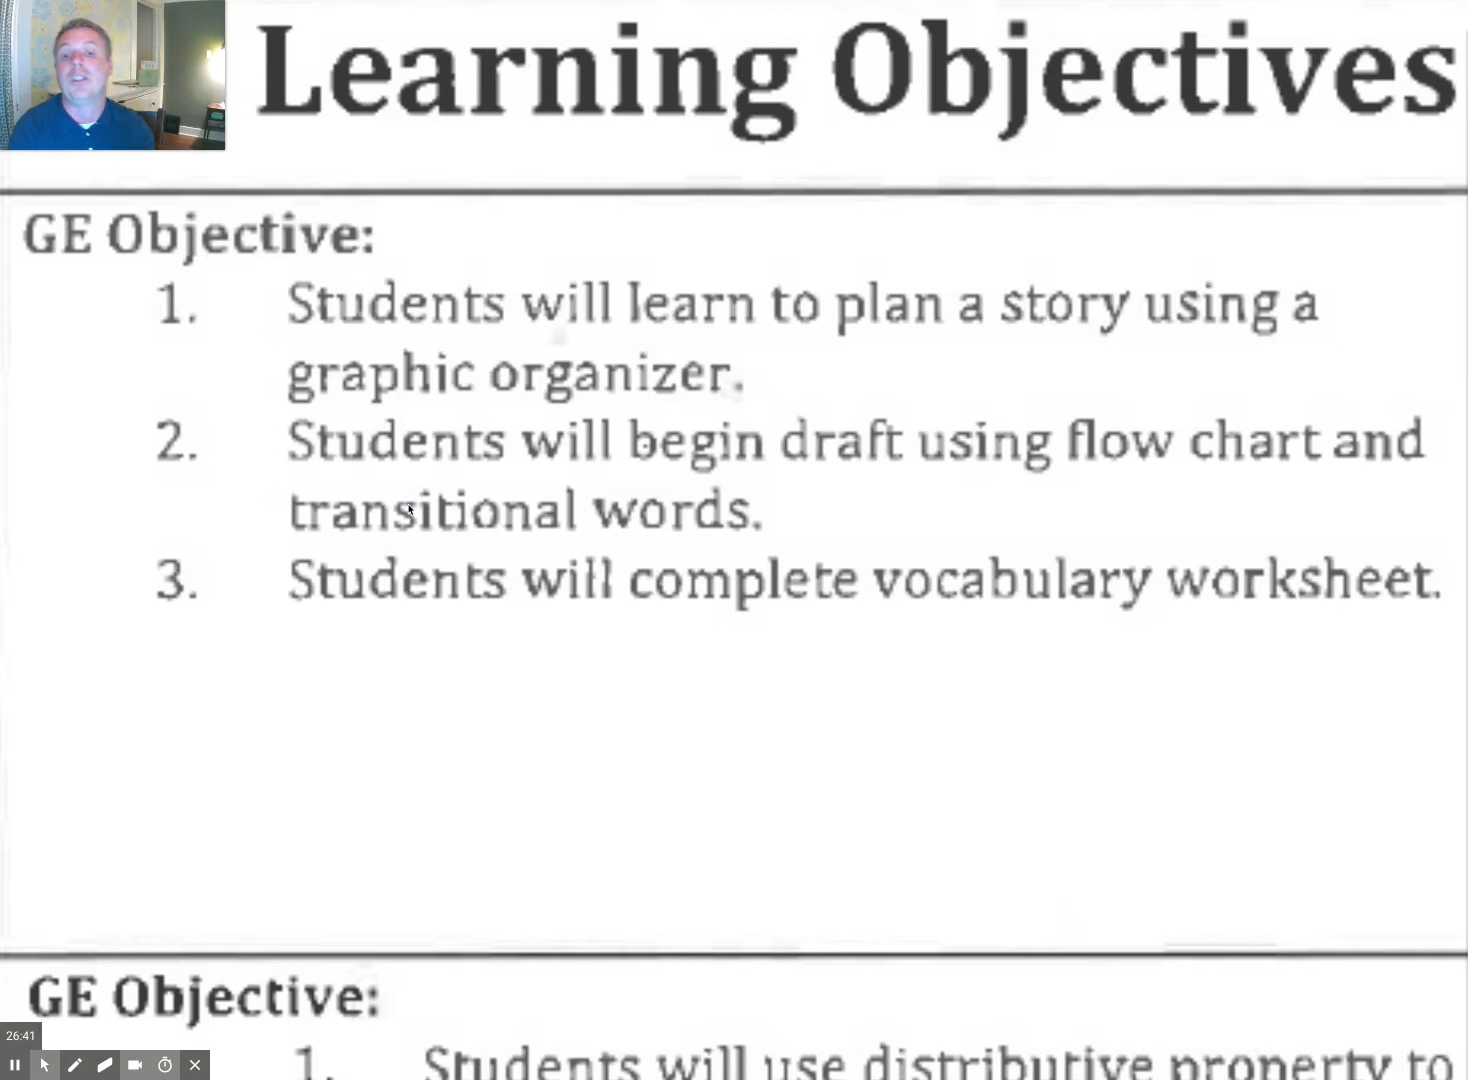 Learning Objectives
GE Objective:
1. Students will learn to plan a story using a
graphic organizer.
2. Students will begin draft using flow chart and
transitional words.
3. Students will complete vocabulary worksheet.
GE Objective:
26:41
1. Students will use distributive property to